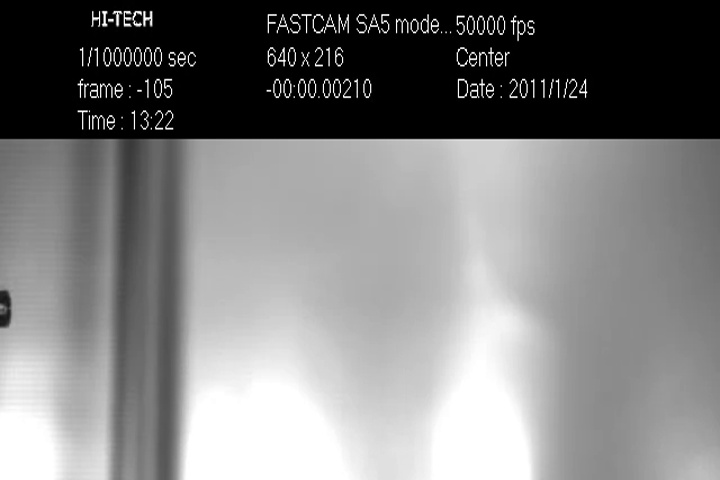 HI-TECH FASTCAM SA5 mode... 50000 fps
1/1000000 sec 640 x 216 Center
frame : -105 -00:00.00210 Date : 2011/1/24
Time : 13:22